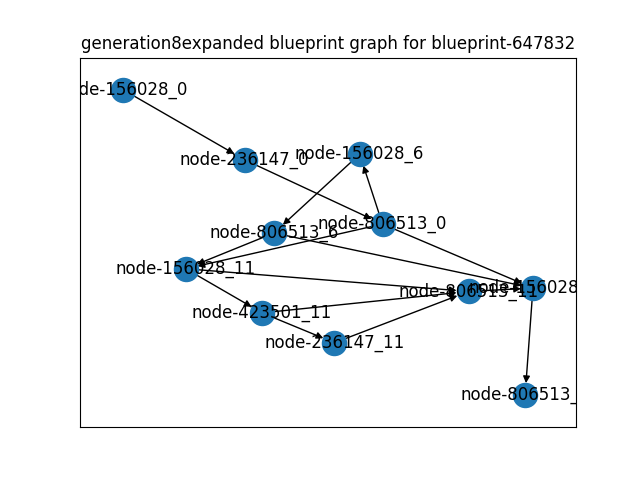 generation8expanded blueprint graph for blueprint-647832
de-156028_0
node-156028_6
node-236147_0
node-806513_0
node-806513_6
node-156028_11
node-806513_11
node-156028
node-423501_11
node-236147_11
node-806513_